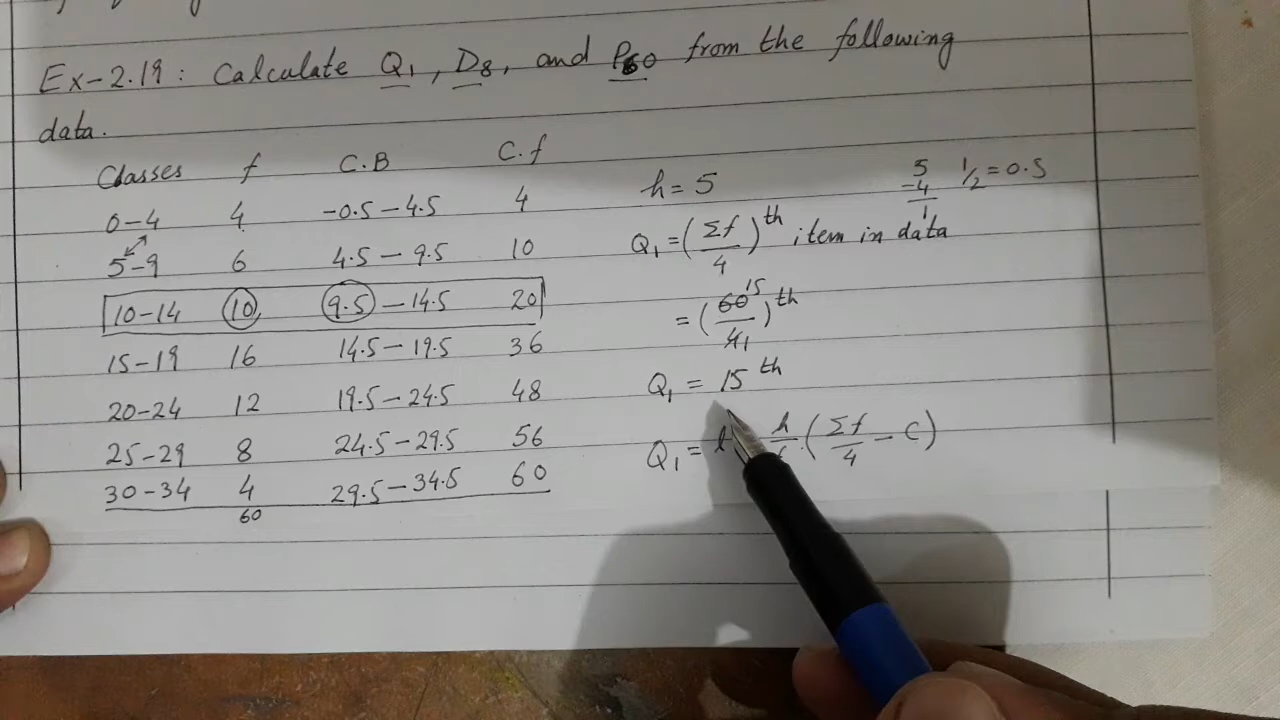 Ex-2.19: Calculate Q₁, D₈, and P₆₀ from the following
data.
Classes f C.B C.f
0-4 4 -0.5-4.5 4
5-9 6 4.5-9.5 10
10-14 10 9.5-14.5 20
15-19 16 14.5-19.5 36
20-24 12 19.5-24.5 48
25-29 8 24.5-29.5 56
30-34 4 29.5-34.5 60
60
h=5
5
-4
1
1/2=0.5
Q₁=(Σf/4)th item in data
=(60/4)th 15 1
Q₁ = 15th
Q₁ = l h (Σf/4 - C)